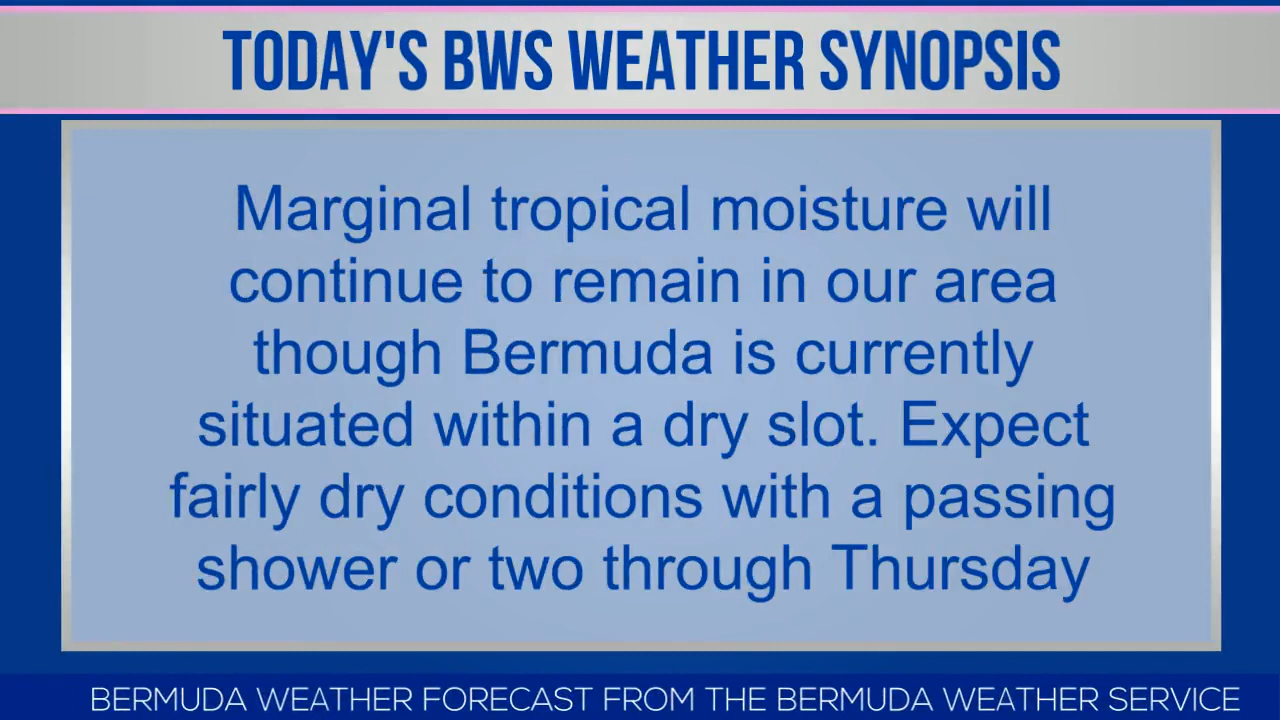 TODAY'S BWS WEATHER SYNOPSIS
Marginal tropical moisture will
continue to remain in our area
though Bermuda is currently
situated within a dry slot. Expect
fairly dry conditions with a passing
shower or two through Thursday
BERMUDA WEATHER FORECAST FROM THE BERMUDA WEATHER SERVICE